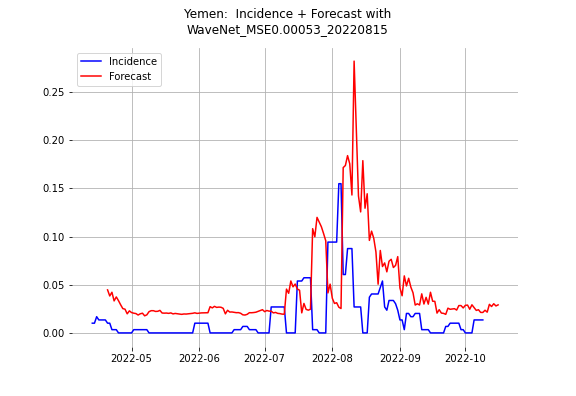 Yemen:  Incidence + Forecast with
WaveNet_MSE0.00053_20220815
Incidence
Forecast
0.25
0.20
0.15
0.10
0.05
0.00
2022-05 2022-06 2022-07 2022-08 2022-09 2022-10